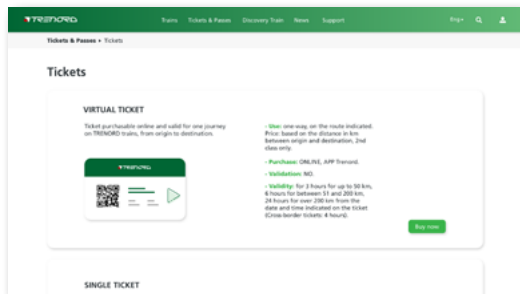 TRENORD
Trains Tickets & Passes Discovery Train News Support Eng
Tickets & Passes • Tickets
Tickets
VIRTUAL TICKET
Ticket purchasable online and valid for one journey
on TRENORD trains, from origin to destination.
TRENORD
- Use: one-way, on the route indicated.
Price: based on the distance in km
between origin and destination; 2nd
class only.
- Purchase: ONLINE, APP Trenord.
- Validation: NO.
- Validity: for 3 hours for up to 50 km,
6 hours for between 51 and 200 km,
24 hours for over 200 km from the
date and time indicated on the ticket
(Cross-border tickets: 4 hours).
Buy now
SINGLE TICKET